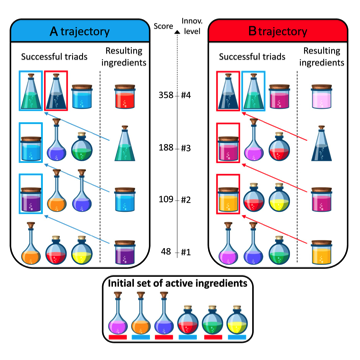 A trajectory
Score
Innov.
level
B trajectory
Successful triads
Resulting
ingredients
Successful triads
Resulting
ingredients
358
#4
188
#3
109
#2
48
#1
Initial set of active ingredients